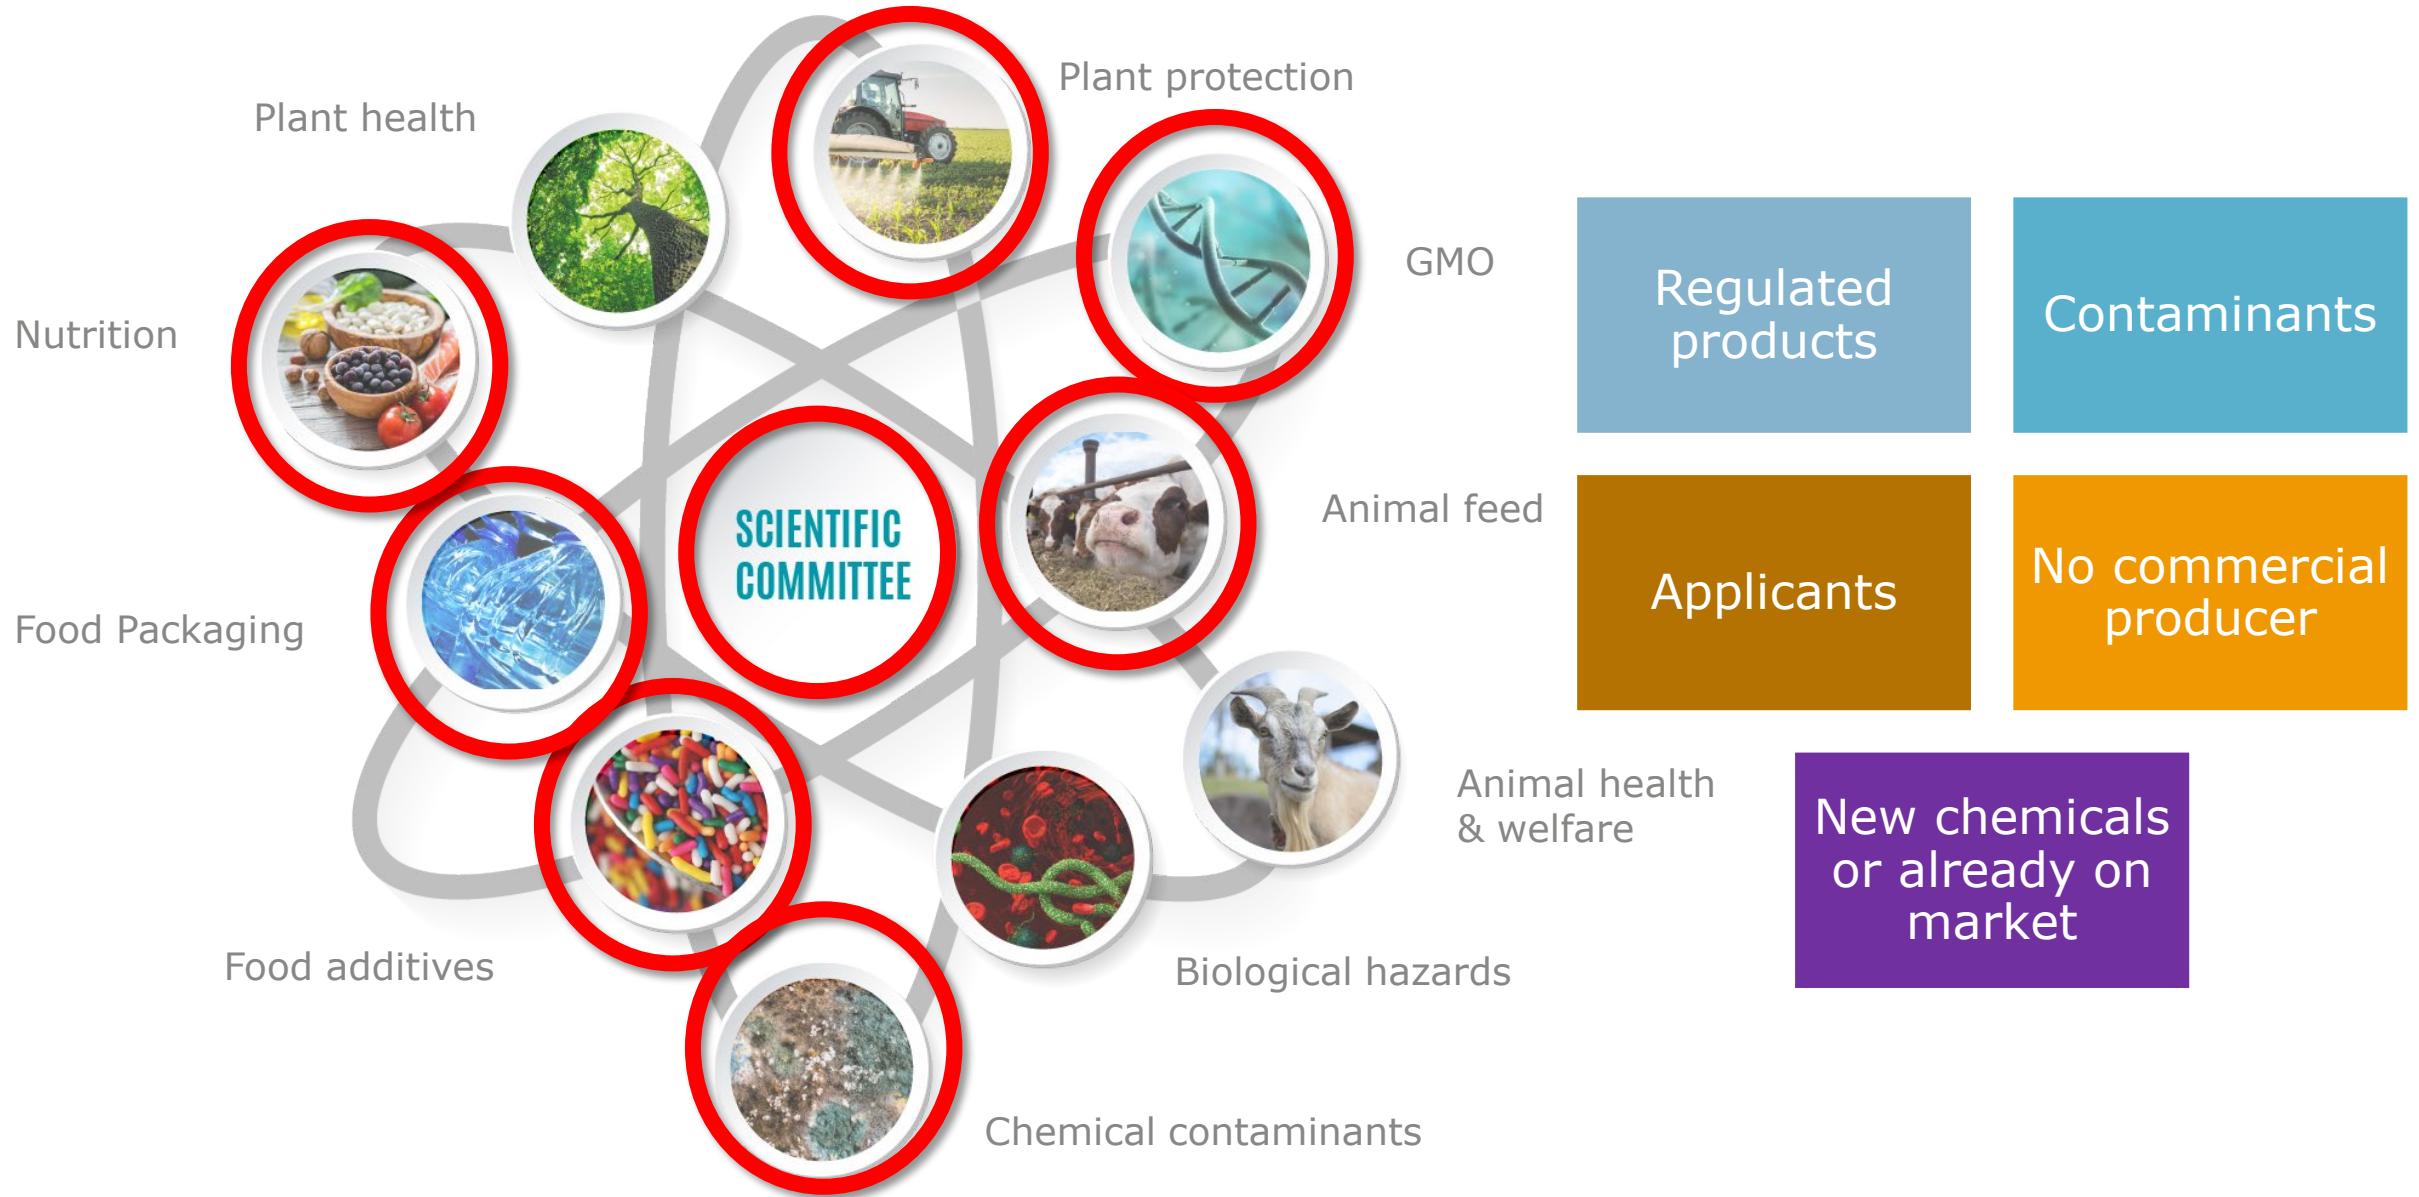 Plant protection
Plant health
GMO
Nutrition
Animal feed
SCIENTIFIC
COMMITTEE
Food Packaging
Animal health
& welfare
Food additives
Biological hazards
Chemical contaminants
Regulated
products
Contaminants
Applicants
No commercial
producer
New chemicals
or already on
market